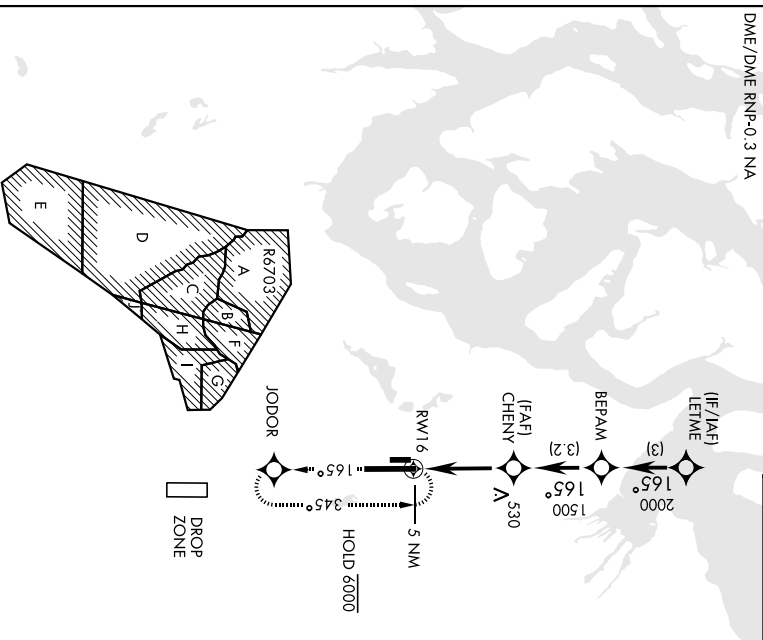 DME/DME RNP-0.3 NA
(IF/IAF)
LETME
2000
165°
(3)
BEPAM
1500
165°
(3.2)
(FAF)
CHENY
530
RW16
5 NM
165°
345°
HOLD 6000
JODOR
DROP
ZONE
R6703
A
B
C
D
E
F
G
H
I
J